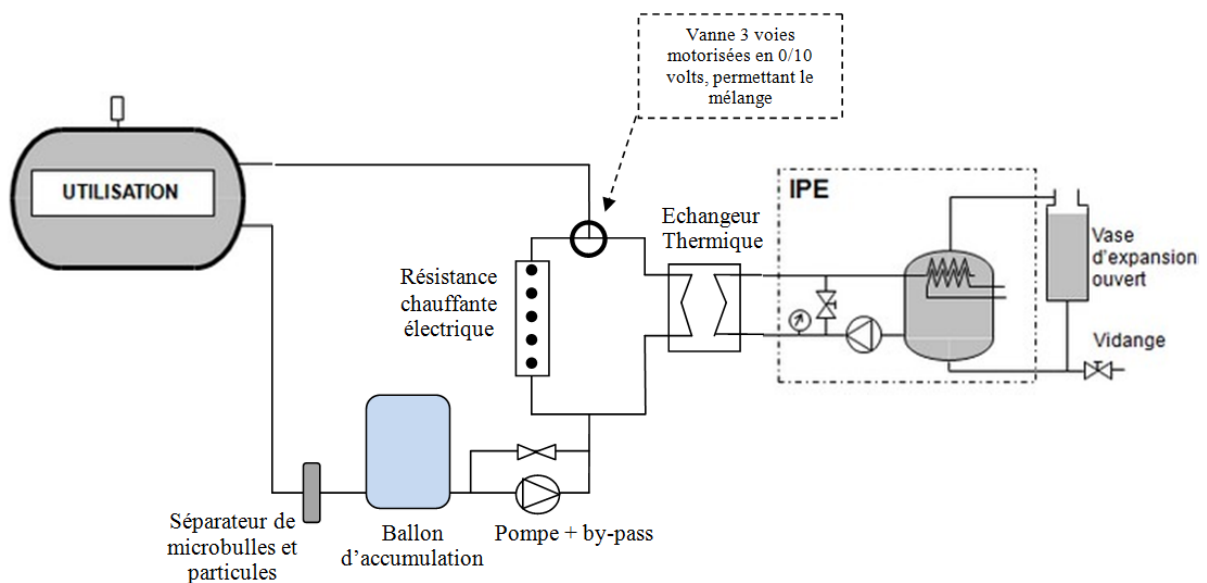 Vanne 3 voies
motorisées en 0/10
volts, permettant le
mélange
UTILISATION
IPE
Echangeur
Thermique
Vase
d'expansion
ouvert
Résistance
chauffante
électrique
Vidange
Séparateur de
microbulles et
particules
Ballon
d'accumulation
Pompe + by-pass